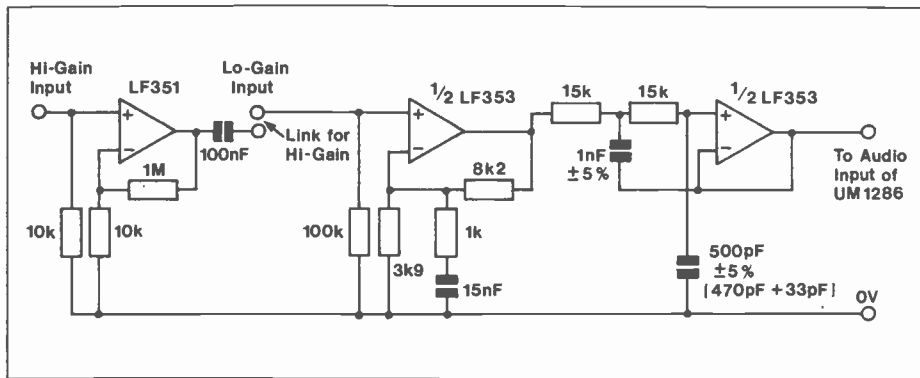 Hi-Gain
Input
LF351
Lo-Gain
Input
1/2 LF353
15k
15k
1/2 LF353
+
−
+
−
+
−
Link for
Hi-Gain
100nF
1M
8k2
1nF
±5%
To Audio
Input of
UM1286
10k
10k
100k
3k9
1k
15nF
500pF
±5%
(470pF +33pF)
0V